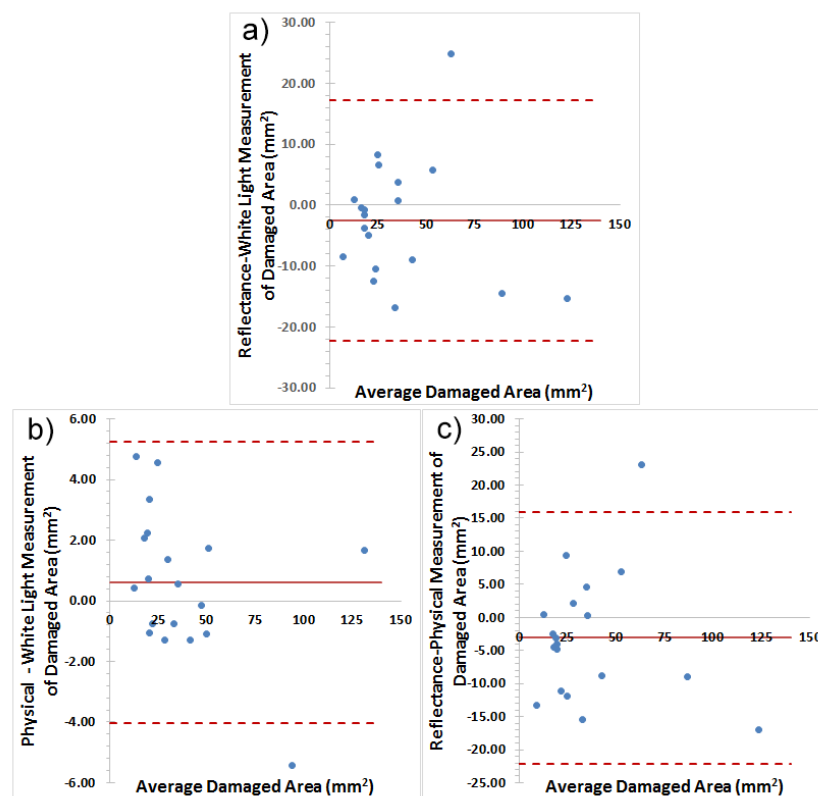 a)
Reflectance-White Light Measurement
of Damaged Area (mm²)
30.00
20.00
10.00
0.00
-10.00
-20.00
-30.00
0 25 50 75 100 125 150
Average Damaged Area (mm²)
b)
Physical - White Light Measurement
of Damaged Area (mm²)
6.00
4.00
2.00
0.00
-2.00
-4.00
-6.00
0 25 50 75 100 125 150
Average Damaged Area (mm²)
c)
Reflectance-Physical Measurement of
Damaged Area (mm²)
30.00
25.00
20.00
15.00
10.00
5.00
0.00
-5.00
-10.00
-15.00
-20.00
-25.00
0 25 50 75 100 125 150
Average Damaged Area (mm²)